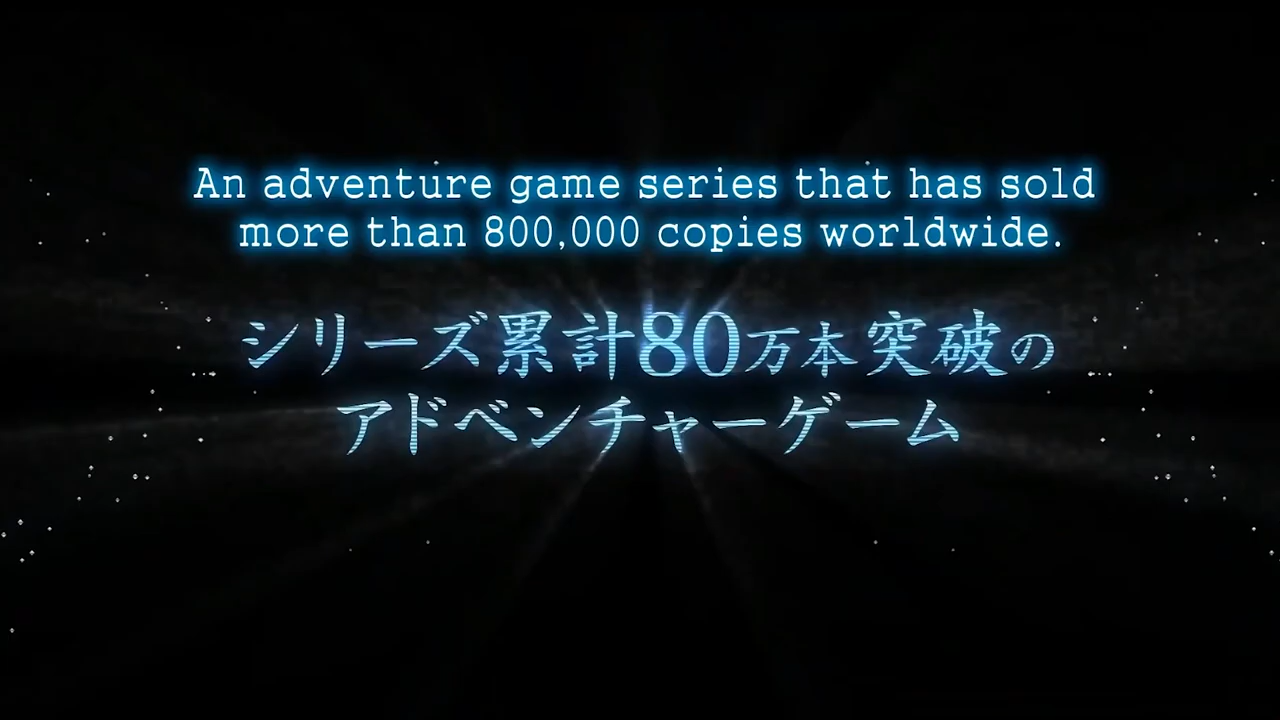 An adventure game series that has sold
more than 800,000 copies worldwide.
シリーズ累計80万本突破の
アドベンチャーゲーム